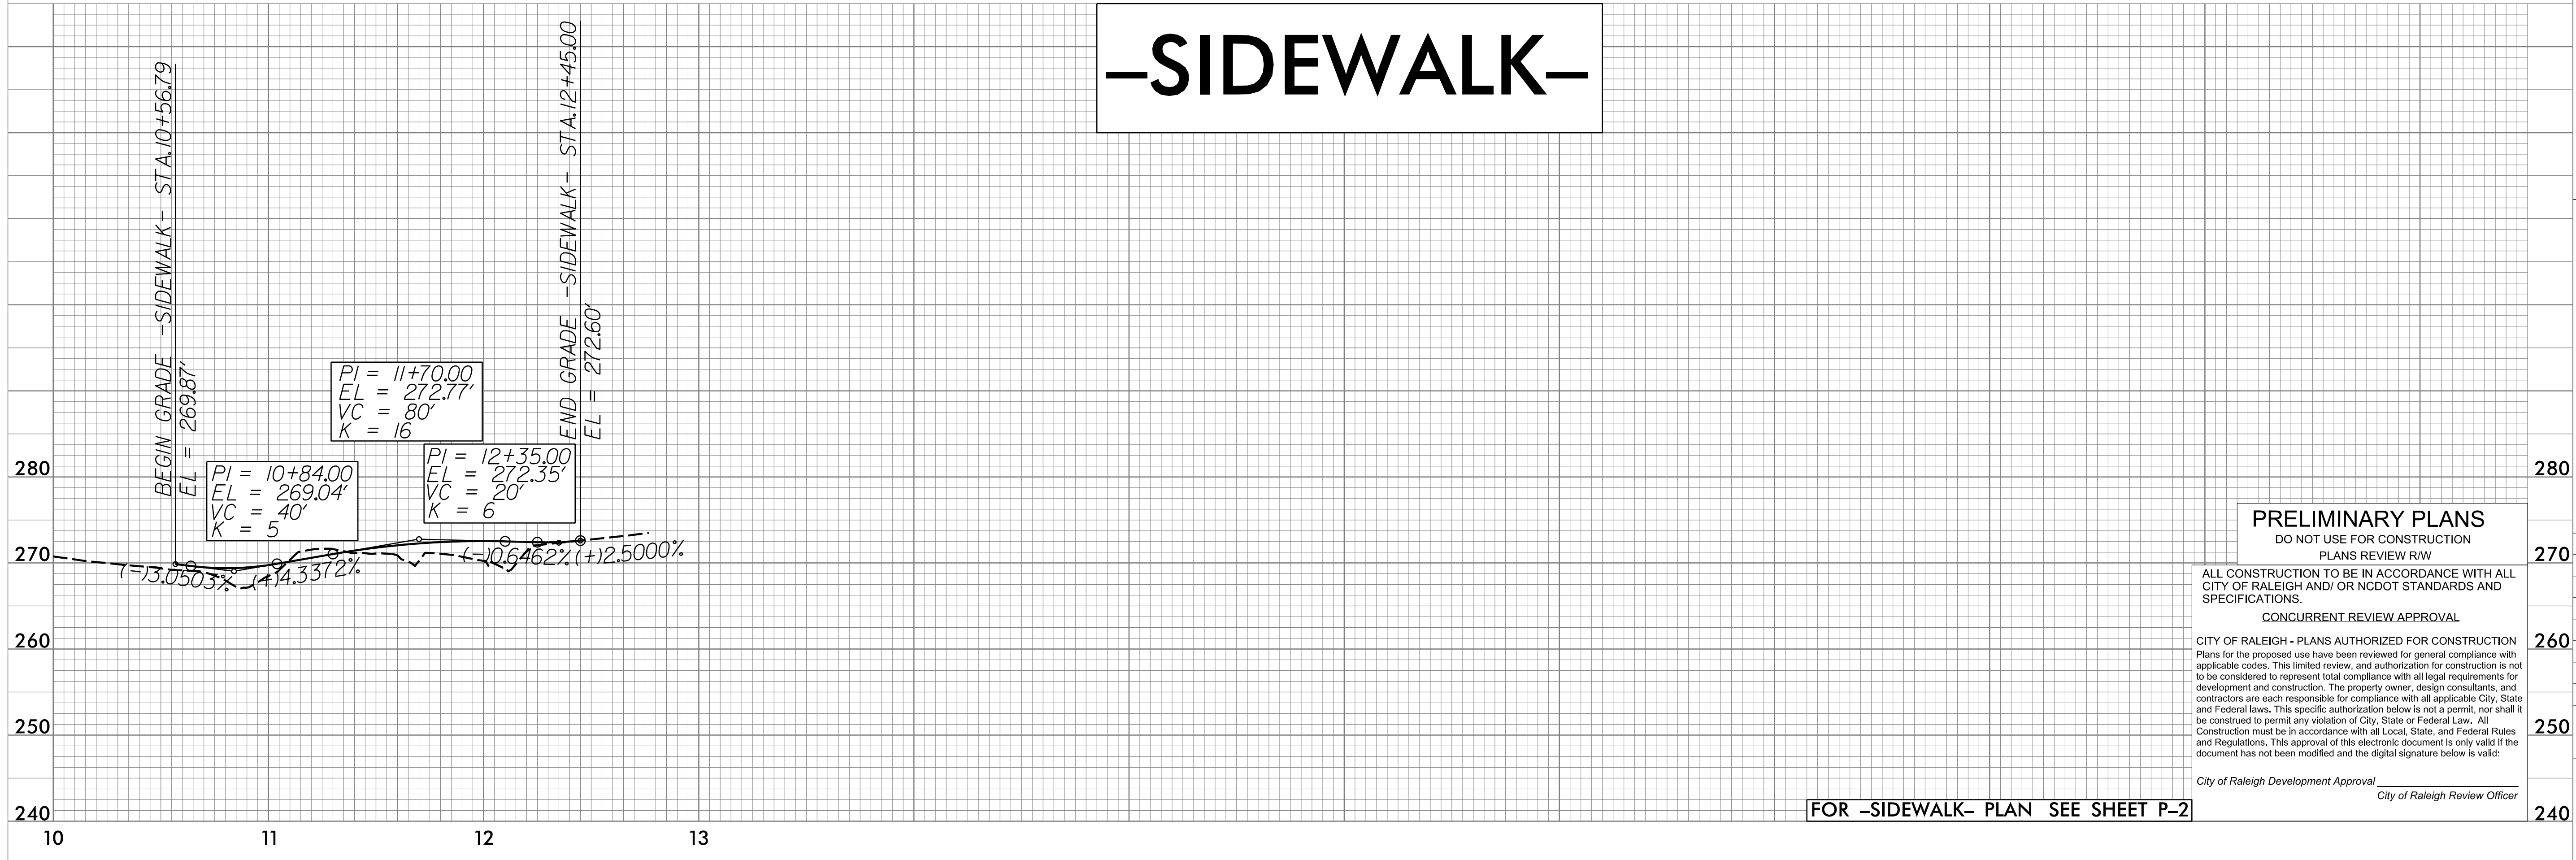 –SIDEWALK–
BEGIN GRADE -SIDEWALK- STA.10+56.79
EL = 269.87'
END GRADE -SIDEWALK- STA.12+45.00
EL = 272.60'
PI = 11+70.00
EL = 272.77'
VC = 80'
K = 16
PI = 12+35.00
EL = 272.35'
VC = 20'
K = 6
PI = 10+84.00
EL = 269.04'
VC = 40'
K = 5
(-)3.0503%
(+)4.3372%
(-)0.6462%
(+)2.5000%
280
270
260
250
240
10
11
12
13
280
270
260
250
240
PRELIMINARY PLANS
DO NOT USE FOR CONSTRUCTION
PLANS REVIEW R/W
ALL CONSTRUCTION TO BE IN ACCORDANCE WITH ALL
CITY OF RALEIGH AND/ OR NCDOT STANDARDS AND
SPECIFICATIONS.
CONCURRENT REVIEW APPROVAL
CITY OF RALEIGH - PLANS AUTHORIZED FOR CONSTRUCTION
Plans for the proposed use have been reviewed for general compliance with
applicable codes. This limited review, and authorization for construction is not
to be considered to represent total compliance with all legal requirements for
development and construction. The property owner, design consultants, and
contractors are each responsible for compliance with all applicable City, State
and Federal laws. This specific authorization below is not a permit, nor shall it
be construed to permit any violation of City, State or Federal Law. All
Construction must be in accordance with all Local, State, and Federal Rules
and Regulations. This approval of this electronic document is only valid if the
document has not been modified and the digital signature below is valid:
City of Raleigh Development Approval
City of Raleigh Review Officer
FOR –SIDEWALK– PLAN SEE SHEET P–2